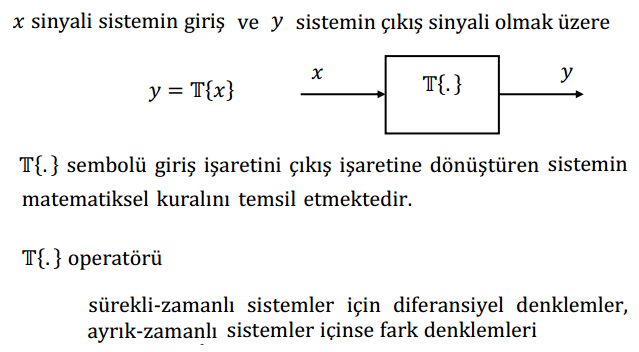 x sinyali sistemin giriş ve y sistemin çıkış sinyali olmak üzere
y = 𝕋{x}
x
𝕋{.}
y
𝕋{.} sembolü giriş işaretini çıkış işaretine dönüştüren sistemin
matematiksel kuralını temsil etmektedir.
𝕋{.} operatörü
sürekli-zamanlı sistemler için diferansiyel denklemler,
ayrık-zamanlı sistemler içinse fark denklemleri